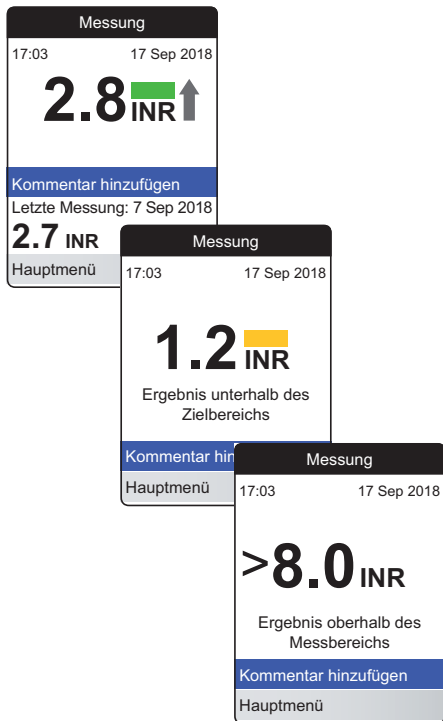 Messung
17:03 17 Sep 2018
2.8 INR
Kommentar hinzufügen
Letzte Messung: 7 Sep 2018
2.7 INR
Hauptmenü
Messung
17:03 17 Sep 2018
1.2 INR
Ergebnis unterhalb des
Zielbereichs
Kommentar hin
Hauptmenü
Messung
17:03 17 Sep 2018
>8.0 INR
Ergebnis oberhalb des
Messbereichs
Kommentar hinzufügen
Hauptmenü